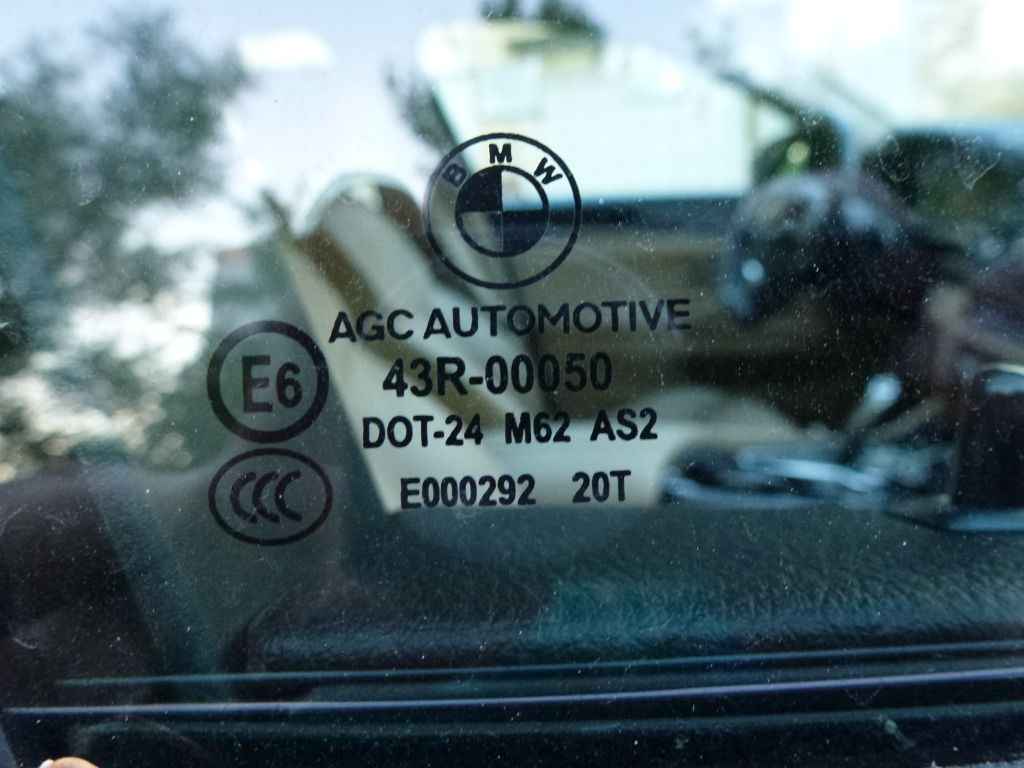 BMW
AGC AUTOMOTIVE
E6
43R-00050
DOT-24 M62 AS2
CCC
E000292 20T